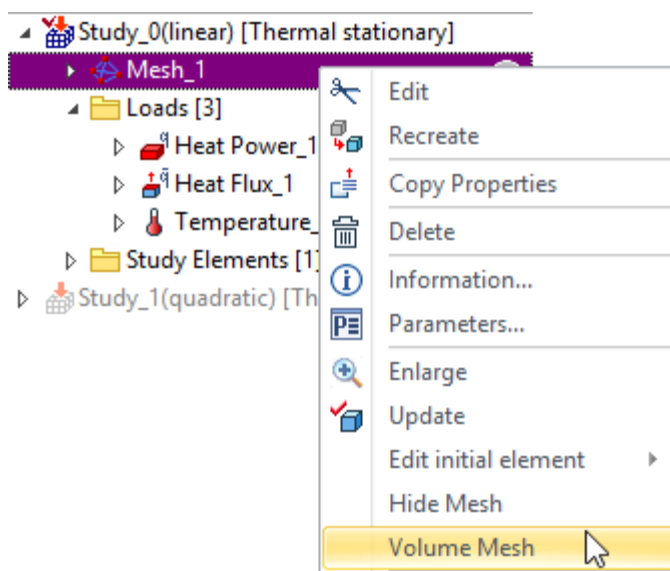 Study_0(linear) [Thermal stationary]
Mesh_1
Loads [3]
Heat Power_1
Heat Flux_1
Temperature_
Study Elements [1]
Study_1(quadratic) [Th
Edit
Recreate
Copy Properties
Delete
Information...
Parameters...
Enlarge
Update
Edit initial element
Hide Mesh
Volume Mesh